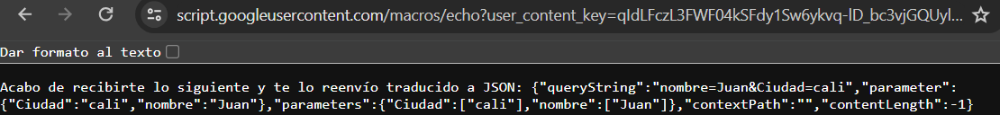 script.googleusercontent.com/macros/echo?user_content_key=qIdLFczL3FWF04kSFdy1Sw6ykvq-lD_bc3vjGQUyl...
Dar formato al texto
Acabo de recibirte lo siguiente y te lo reenvío traducido a JSON: {"queryString":"nombre=Juan&Ciudad=cali","parameter":
{"Ciudad":"cali","nombre":"Juan"},"parameters":{"Ciudad":["cali"],"nombre":["Juan"]},"contextPath":"","contentLength":-1}